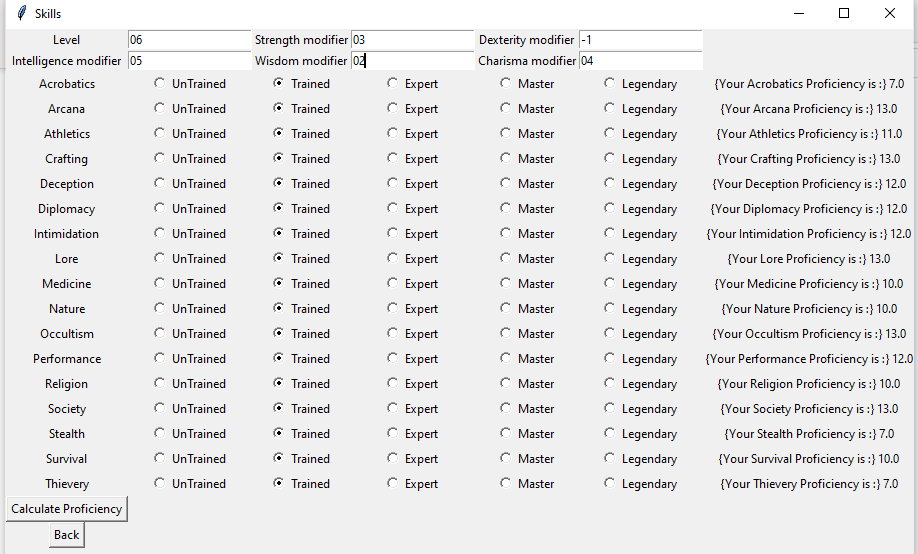 Skills
Level 06 Strength modifier 03 Dexterity modifier -1
Intelligence modifier 05 Wisdom modifier 02 Charisma modifier 04
Acrobatics UnTrained Trained Expert Master Legendary {Your Acrobatics Proficiency is :} 7.0
Arcana UnTrained Trained Expert Master Legendary {Your Arcana Proficiency is :} 13.0
Athletics UnTrained Trained Expert Master Legendary {Your Athletics Proficiency is :} 11.0
Crafting UnTrained Trained Expert Master Legendary {Your Crafting Proficiency is :} 13.0
Deception UnTrained Trained Expert Master Legendary {Your Deception Proficiency is :} 12.0
Diplomacy UnTrained Trained Expert Master Legendary {Your Diplomacy Proficiency is :} 12.0
Intimidation UnTrained Trained Expert Master Legendary {Your Intimidation Proficiency is :} 12.0
Lore UnTrained Trained Expert Master Legendary {Your Lore Proficiency is :} 13.0
Medicine UnTrained Trained Expert Master Legendary {Your Medicine Proficiency is :} 10.0
Nature UnTrained Trained Expert Master Legendary {Your Nature Proficiency is :} 10.0
Occultism UnTrained Trained Expert Master Legendary {Your Occultism Proficiency is :} 13.0
Performance UnTrained Trained Expert Master Legendary {Your Performance Proficiency is :} 12.0
Religion UnTrained Trained Expert Master Legendary {Your Religion Proficiency is :} 10.0
Society UnTrained Trained Expert Master Legendary {Your Society Proficiency is :} 13.0
Stealth UnTrained Trained Expert Master Legendary {Your Stealth Proficiency is :} 7.0
Survival UnTrained Trained Expert Master Legendary {Your Survival Proficiency is :} 10.0
Thievery UnTrained Trained Expert Master Legendary {Your Thievery Proficiency is :} 7.0
Calculate Proficiency
Back